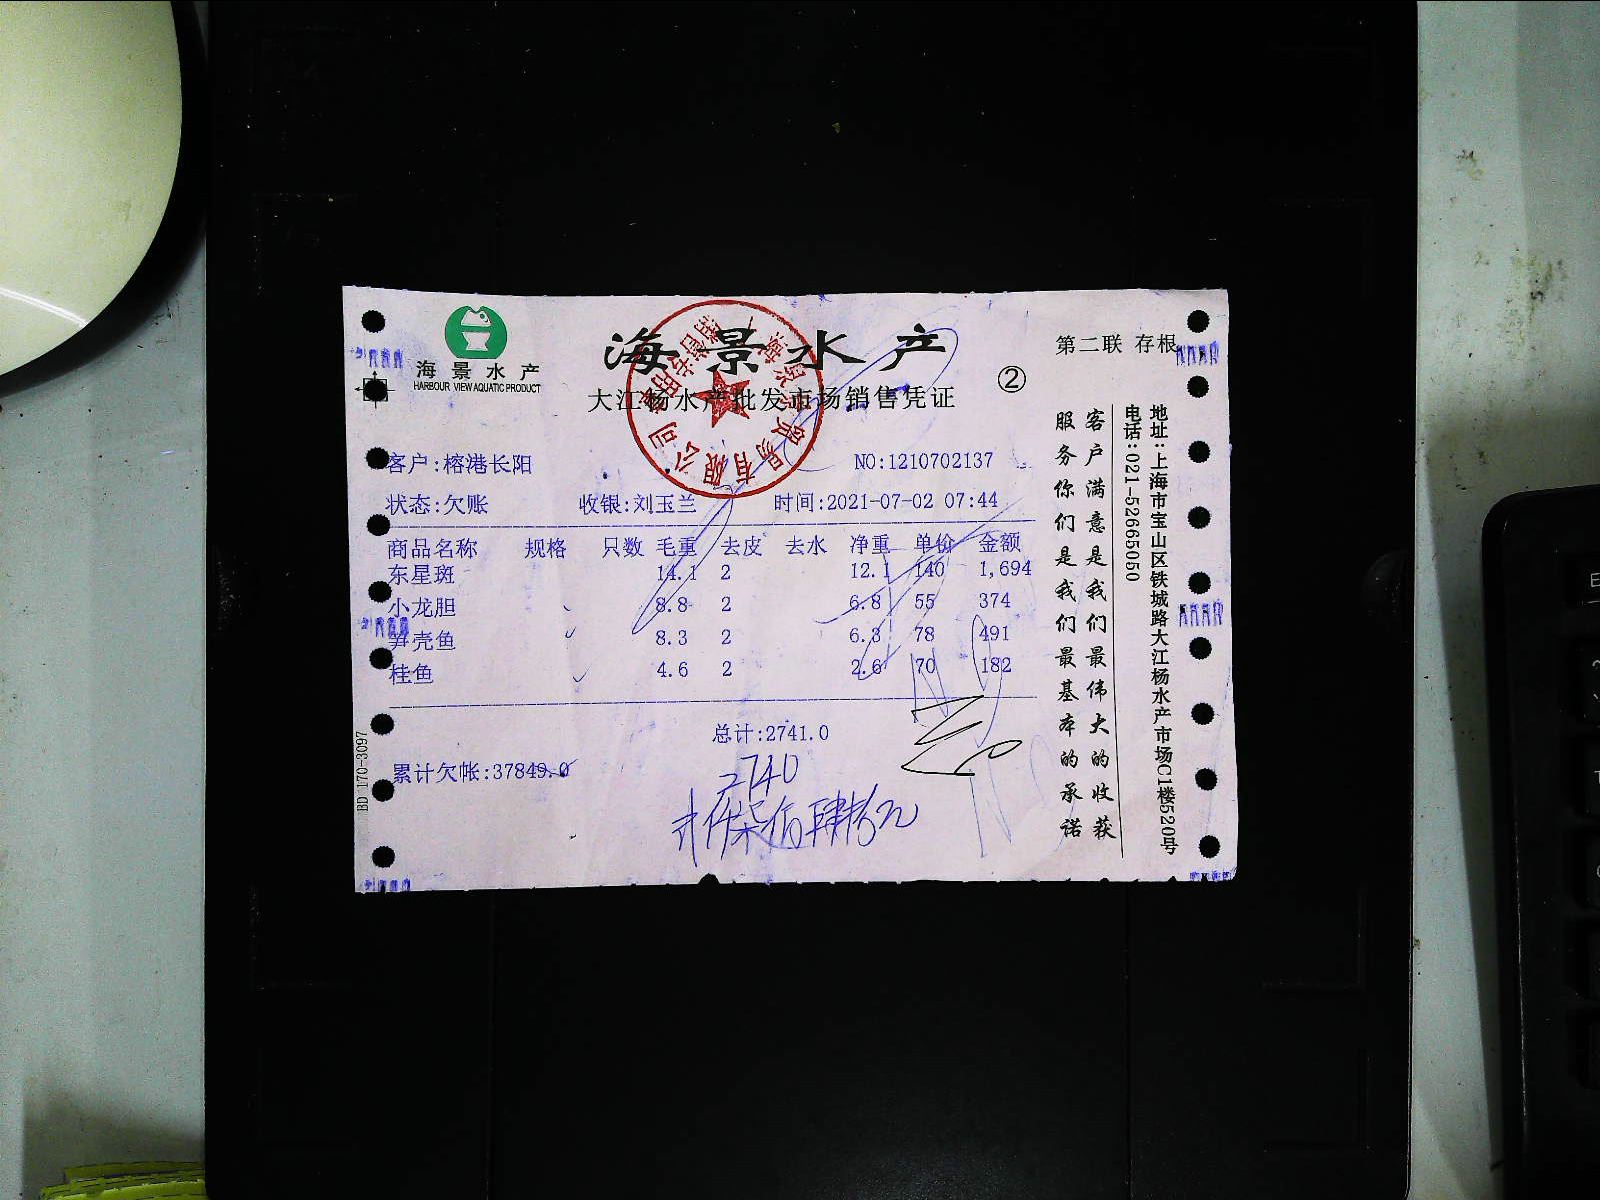 海景水产
HARBOUR VIEW AQUATIC PRODUCT
海景水产
第二联 存根
大江杨水产批发市场销售凭证 ②
客户:榕港长阳 NO:1210702137
状态:欠账 收银:刘玉兰 时间:2021-07-02 07:44
商品名称 规格 只数 毛重 去皮 去水 净重 单价 金额
东星斑 14.1 2 12.1 140 1,694
小龙胆 8.8 2 6.8 55 374
笋壳鱼 8.3 2 6.3 78 491
桂鱼 4.6 2 2.6 70 182
总计:2741.0
累计欠帐:37849.0
2740
地址:上海市宝山区铁城路大江杨水产市场C1楼520号
电话:021-52665050
客户满意是我们最伟大的收获
服务你们是我们最基本的承诺
BD 170-3097